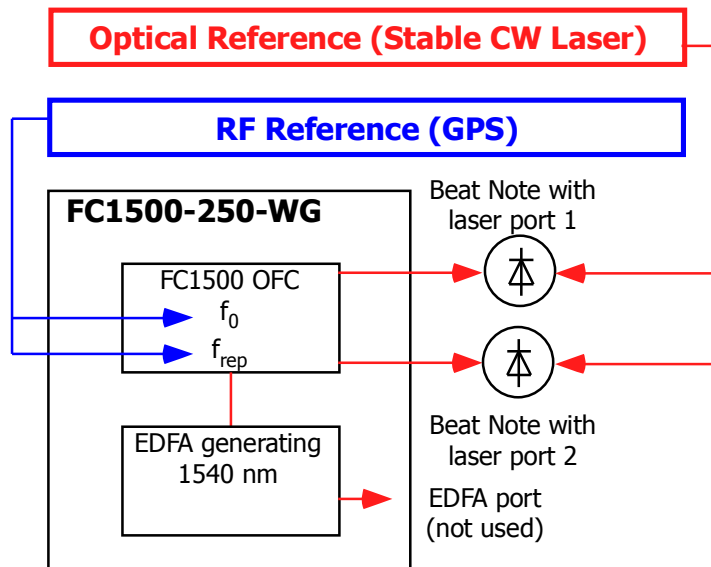 Optical Reference (Stable CW Laser)
RF Reference (GPS)
FC1500-250-WG
Beat Note with
laser port 1
FC1500 OFC
f0
frep
Beat Note with
laser port 2
EDFA generating
1540 nm
EDFA port
(not used)